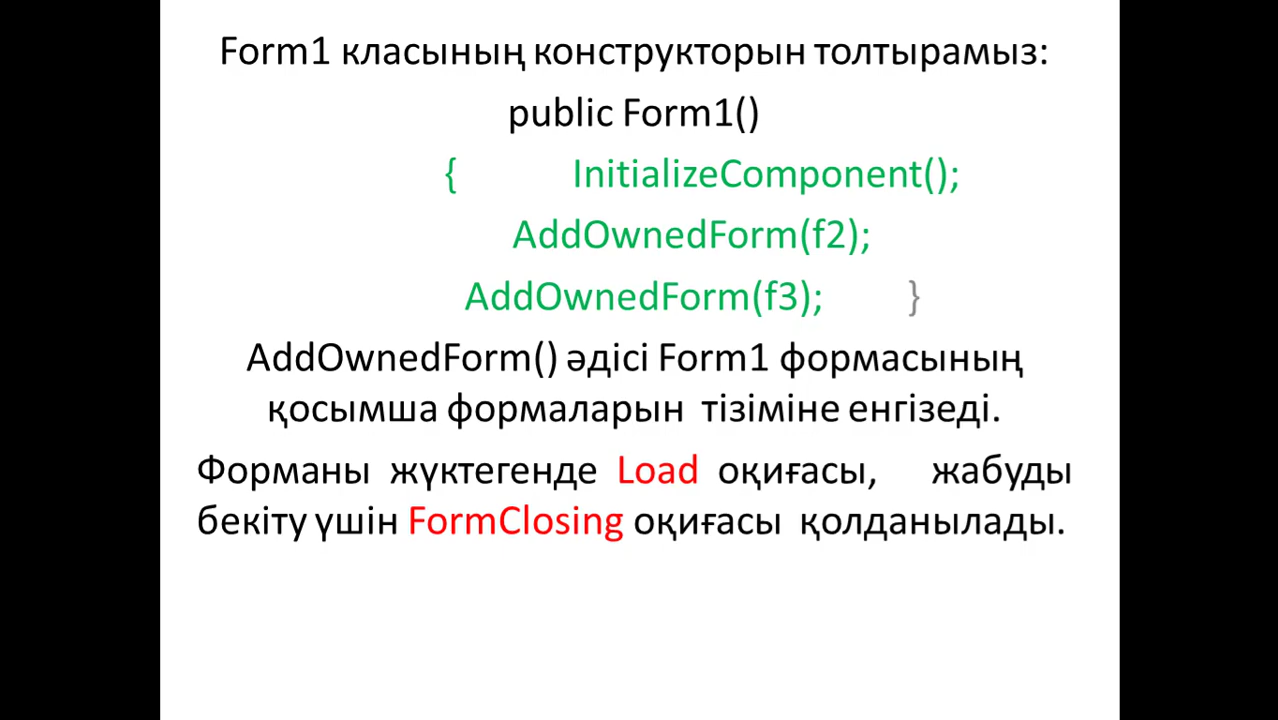 Form1 класының конструкторын толтырамыз:
public Form1()
{ InitializeComponent();
AddOwnedForm(f2);
AddOwnedForm(f3); }
AddOwnedForm() әдісі Form1 формасының
қосымша формаларын тізіміне енгізеді.
Форманы жүктегенде Load оқиғасы, жабуды
бекіту үшін FormClosing оқиғасы қолданылады.